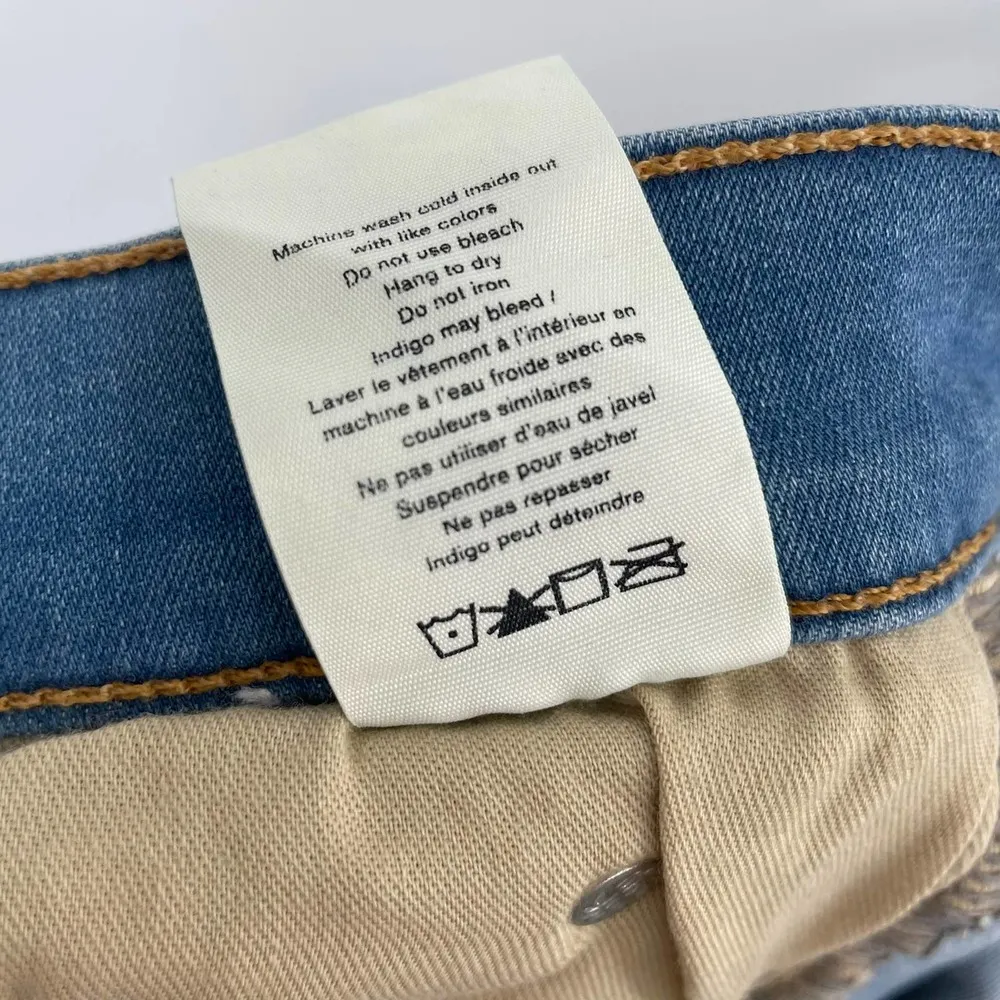 Machine wash cold inside out
with like colors
Do not use bleach
Hang to dry
Do not iron
Indigo may bleed /
Laver le vêtement à l'intérieur en
machine à l'eau froide avec des
couleurs similaires
Ne pas utiliser d'eau de javel
Suspendre pour sécher
Ne pas repasser
Indigo peut déteindre